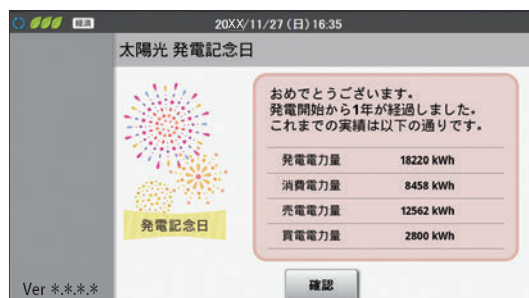 経済
20XX/11/27 (日) 16:35
太陽光 発電記念日
おめでとうございます。
発電開始から1年が経過しました。
これまでの実績は以下の通りです。
発電電力量 18220 kWh
消費電力量 8458 kWh
売電電力量 12562 kWh
買電電力量 2800 kWh
発電記念日
確認
Ver *.*.*.*